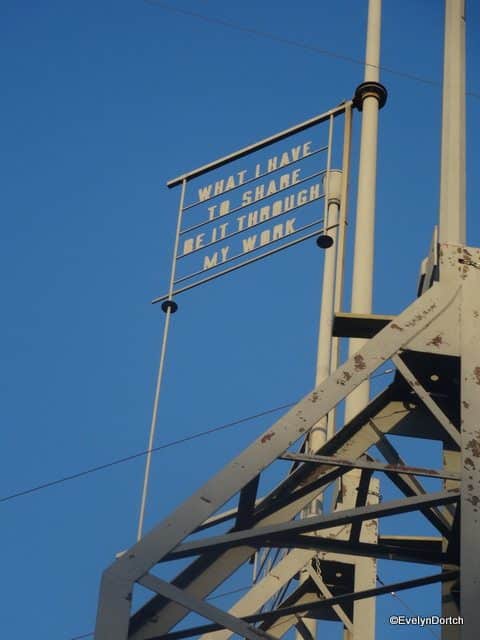 WHAT I HAVE
TO SHARE
BE IT THROUGH
MY WORK
©EvelynDortch